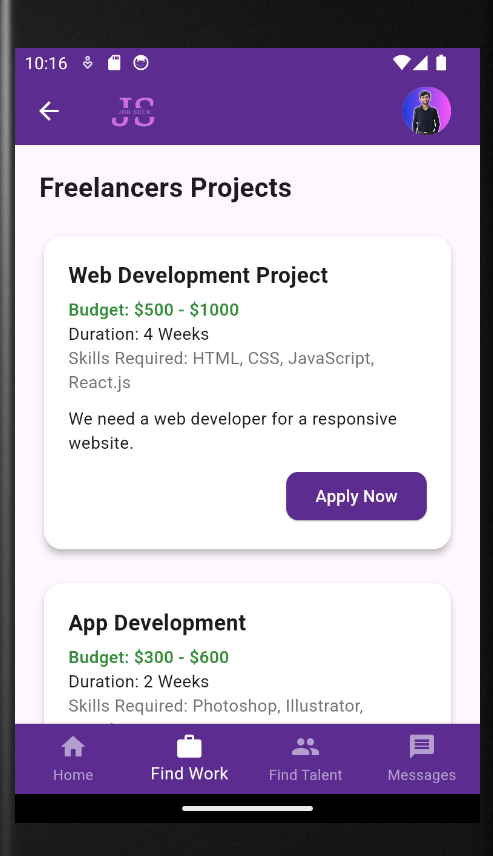 10:16
JS
JOB SEEK
Freelancers Projects
Web Development Project
Budget: $500 - $1000
Duration: 4 Weeks
Skills Required: HTML, CSS, JavaScript,
React.js
We need a web developer for a responsive
website.
Apply Now
App Development
Budget: $300 - $600
Duration: 2 Weeks
Skills Required: Photoshop, Illustrator,
Home
Find Work
Find Talent
Messages